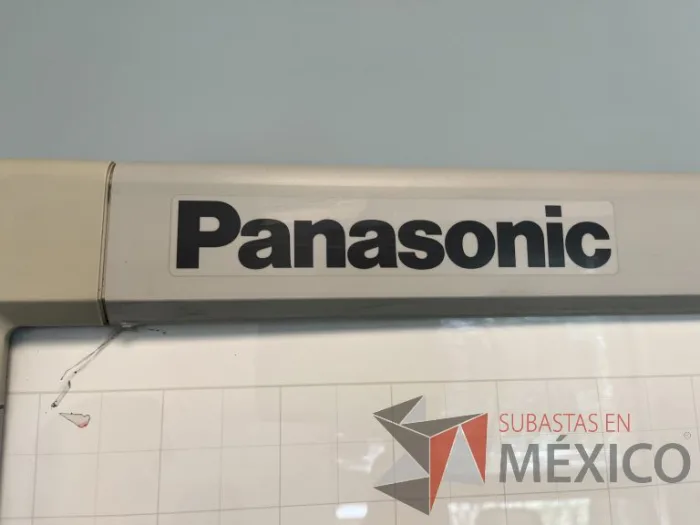 Panasonic
SUBASTAS EN
MÉXICO
©